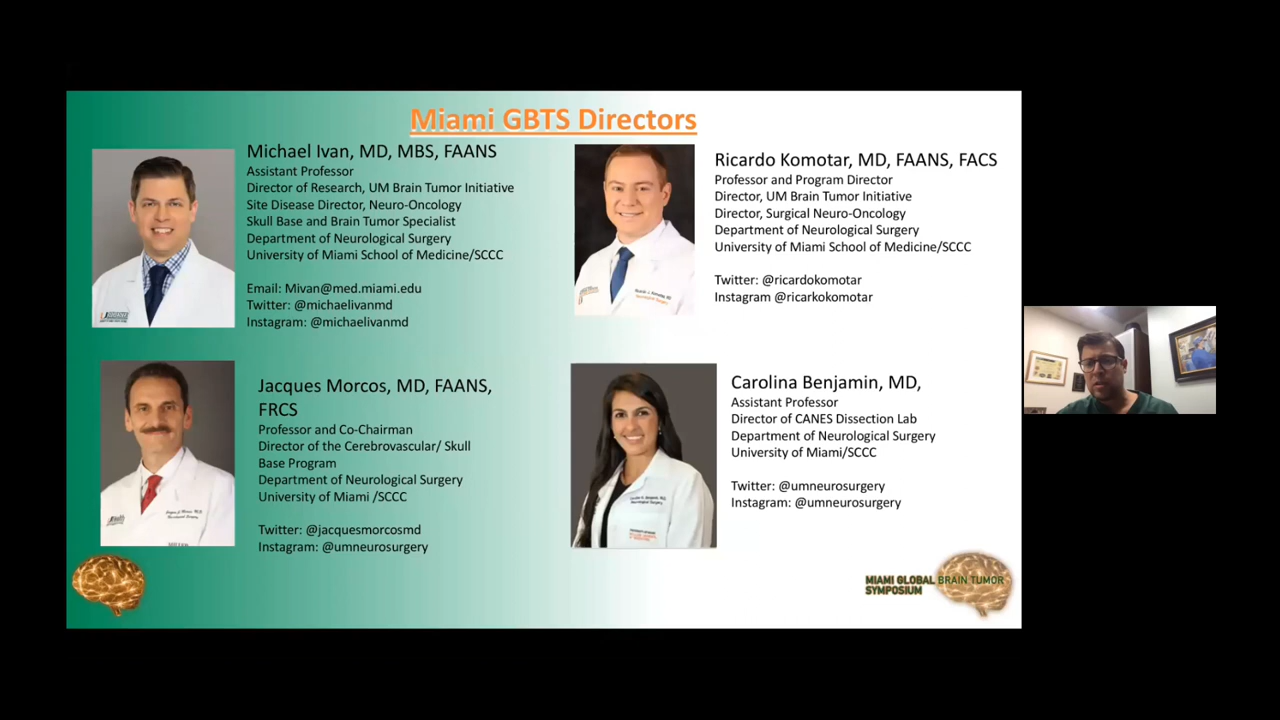 Miami GBTS Directors
Michael Ivan, MD, MBS, FAANS
Assistant Professor
Director of Research, UM Brain Tumor Initiative
Site Disease Director, Neuro-Oncology
Skull Base and Brain Tumor Specialist
Department of Neurological Surgery
University of Miami School of Medicine/SCCC
Email: Mivan@med.miami.edu
Twitter: @michaelivanmd
Instagram: @michaelivanmd
Ricardo Komotar, MD, FAANS, FACS
Professor and Program Director
Director, UM Brain Tumor Initiative
Director, Surgical Neuro-Oncology
Department of Neurological Surgery
University of Miami School of Medicine/SCCC
Twitter: @ricardokomotar
Instagram @ricarkokomotar
Jacques Morcos, MD, FAANS,
FRCS
Professor and Co-Chairman
Director of the Cerebrovascular/ Skull
Base Program
Department of Neurological Surgery
University of Miami /SCCC
Twitter: @jacquesmorcosmd
Instagram: @umneurosurgery
Carolina Benjamin, MD,
Assistant Professor
Director of CANES Dissection Lab
Department of Neurological Surgery
University of Miami/SCCC
Twitter: @umneurosurgery
Instagram: @umneurosurgery
MIAMI GLOBAL BRAIN TUMOR
SYMPOSIUM